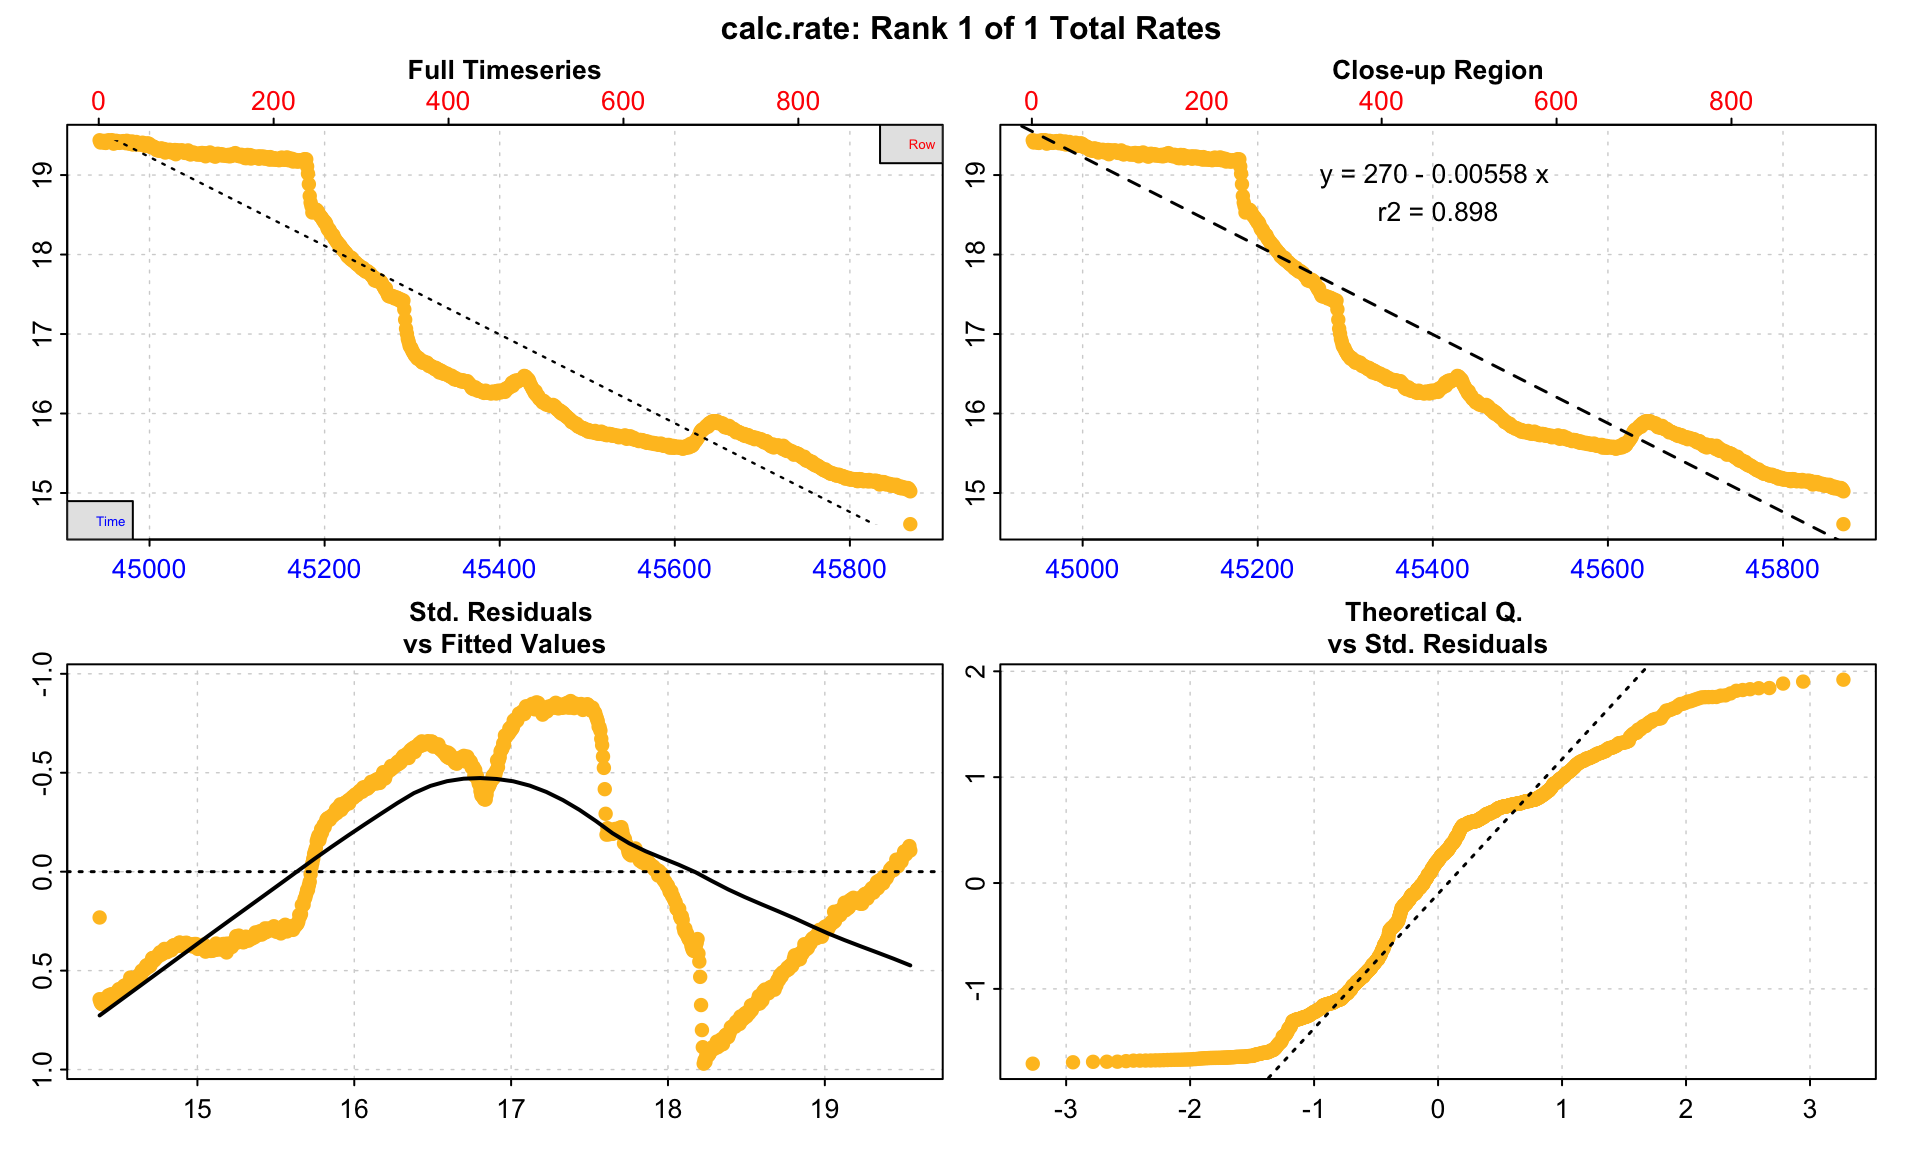 calc.rate: Rank 1 of 1 Total Rates
Full Timeseries
0 200 400 600 800
Row
19
18
17
16
15
Time
45000 45200 45400 45600 45800
Close-up Region
0 200 400 600 800
y = 270 - 0.00558 x
r2 = 0.898
19
18
17
16
15
45000 45200 45400 45600 45800
Std. Residuals
vs Fitted Values
-1.0
-0.5
0.0
0.5
1.0
15 16 17 18 19
Theoretical Q.
vs Std. Residuals
2
1
0
-1
-3 -2 -1 0 1 2 3